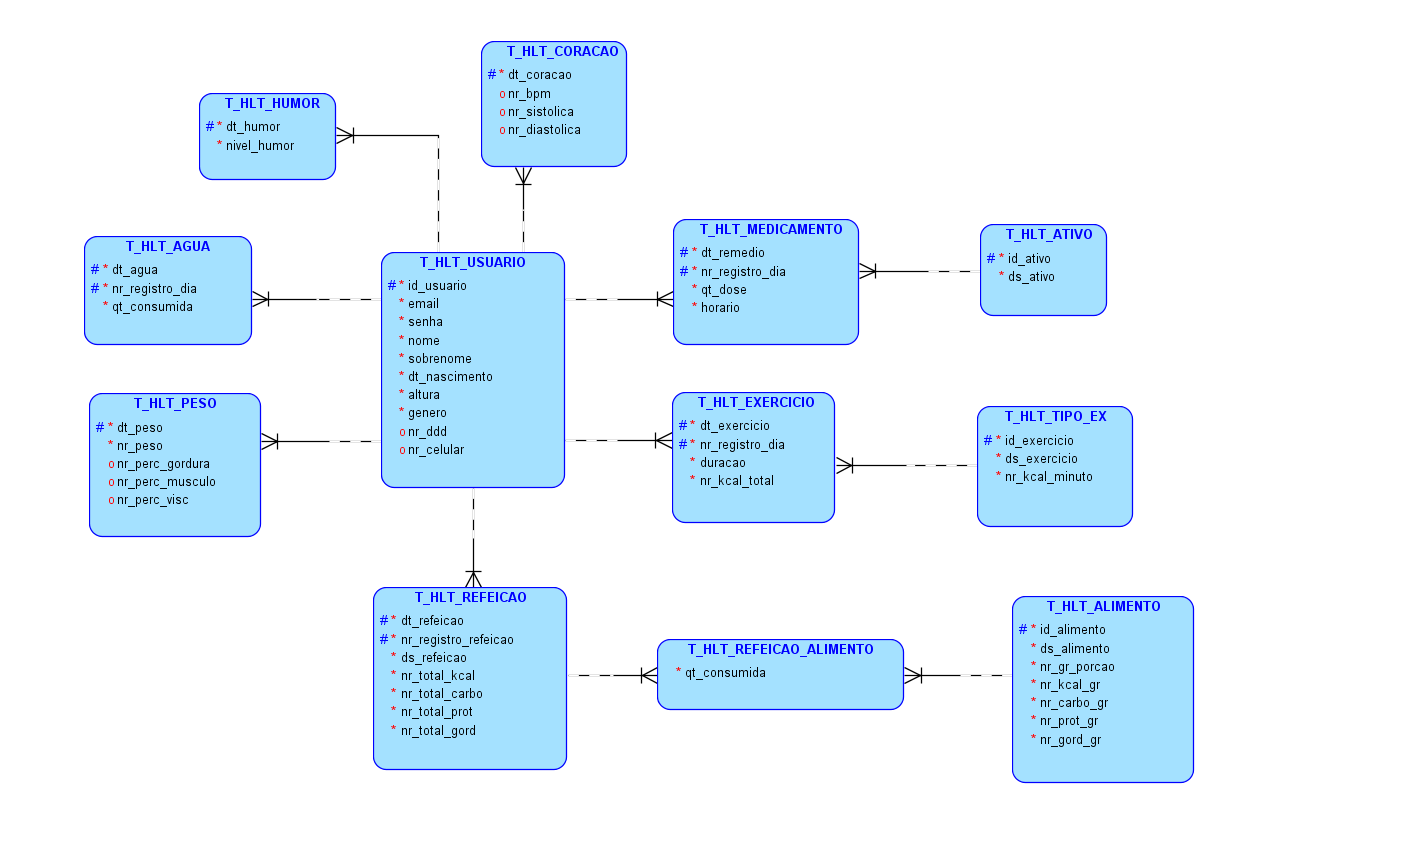 T_HLT_CORACAO
# * dt_coracao
o nr_bpm
o nr_sistolica
o nr_diastolica
T_HLT_HUMOR
# * dt_humor
* nivel_humor
T_HLT_AGUA
# * dt_agua
# * nr_registro_dia
* qt_consumida
T_HLT_USUARIO
# * id_usuario
* email
* senha
* nome
* sobrenome
* dt_nascimento
* altura
* genero
o nr_ddd
o nr_celular
T_HLT_MEDICAMENTO
# * dt_remedio
# * nr_registro_dia
* qt_dose
* horario
T_HLT_ATIVO
# * id_ativo
* ds_ativo
T_HLT_PESO
# * dt_peso
* nr_peso
o nr_perc_gordura
o nr_perc_musculo
o nr_perc_visc
T_HLT_EXERCICIO
# * dt_exercicio
# * nr_registro_dia
* duracao
* nr_kcal_total
T_HLT_TIPO_EX
# * id_exercicio
* ds_exercicio
* nr_kcal_minuto
T_HLT_REFEICAO
# * dt_refeicao
# * nr_registro_refeicao
* ds_refeicao
* nr_total_kcal
* nr_total_carbo
* nr_total_prot
* nr_total_gord
T_HLT_REFEICAO_ALIMENTO
* qt_consumida
T_HLT_ALIMENTO
# * id_alimento
* ds_alimento
* nr_gr_porcao
* nr_kcal_gr
* nr_carbo_gr
* nr_prot_gr
* nr_gord_gr